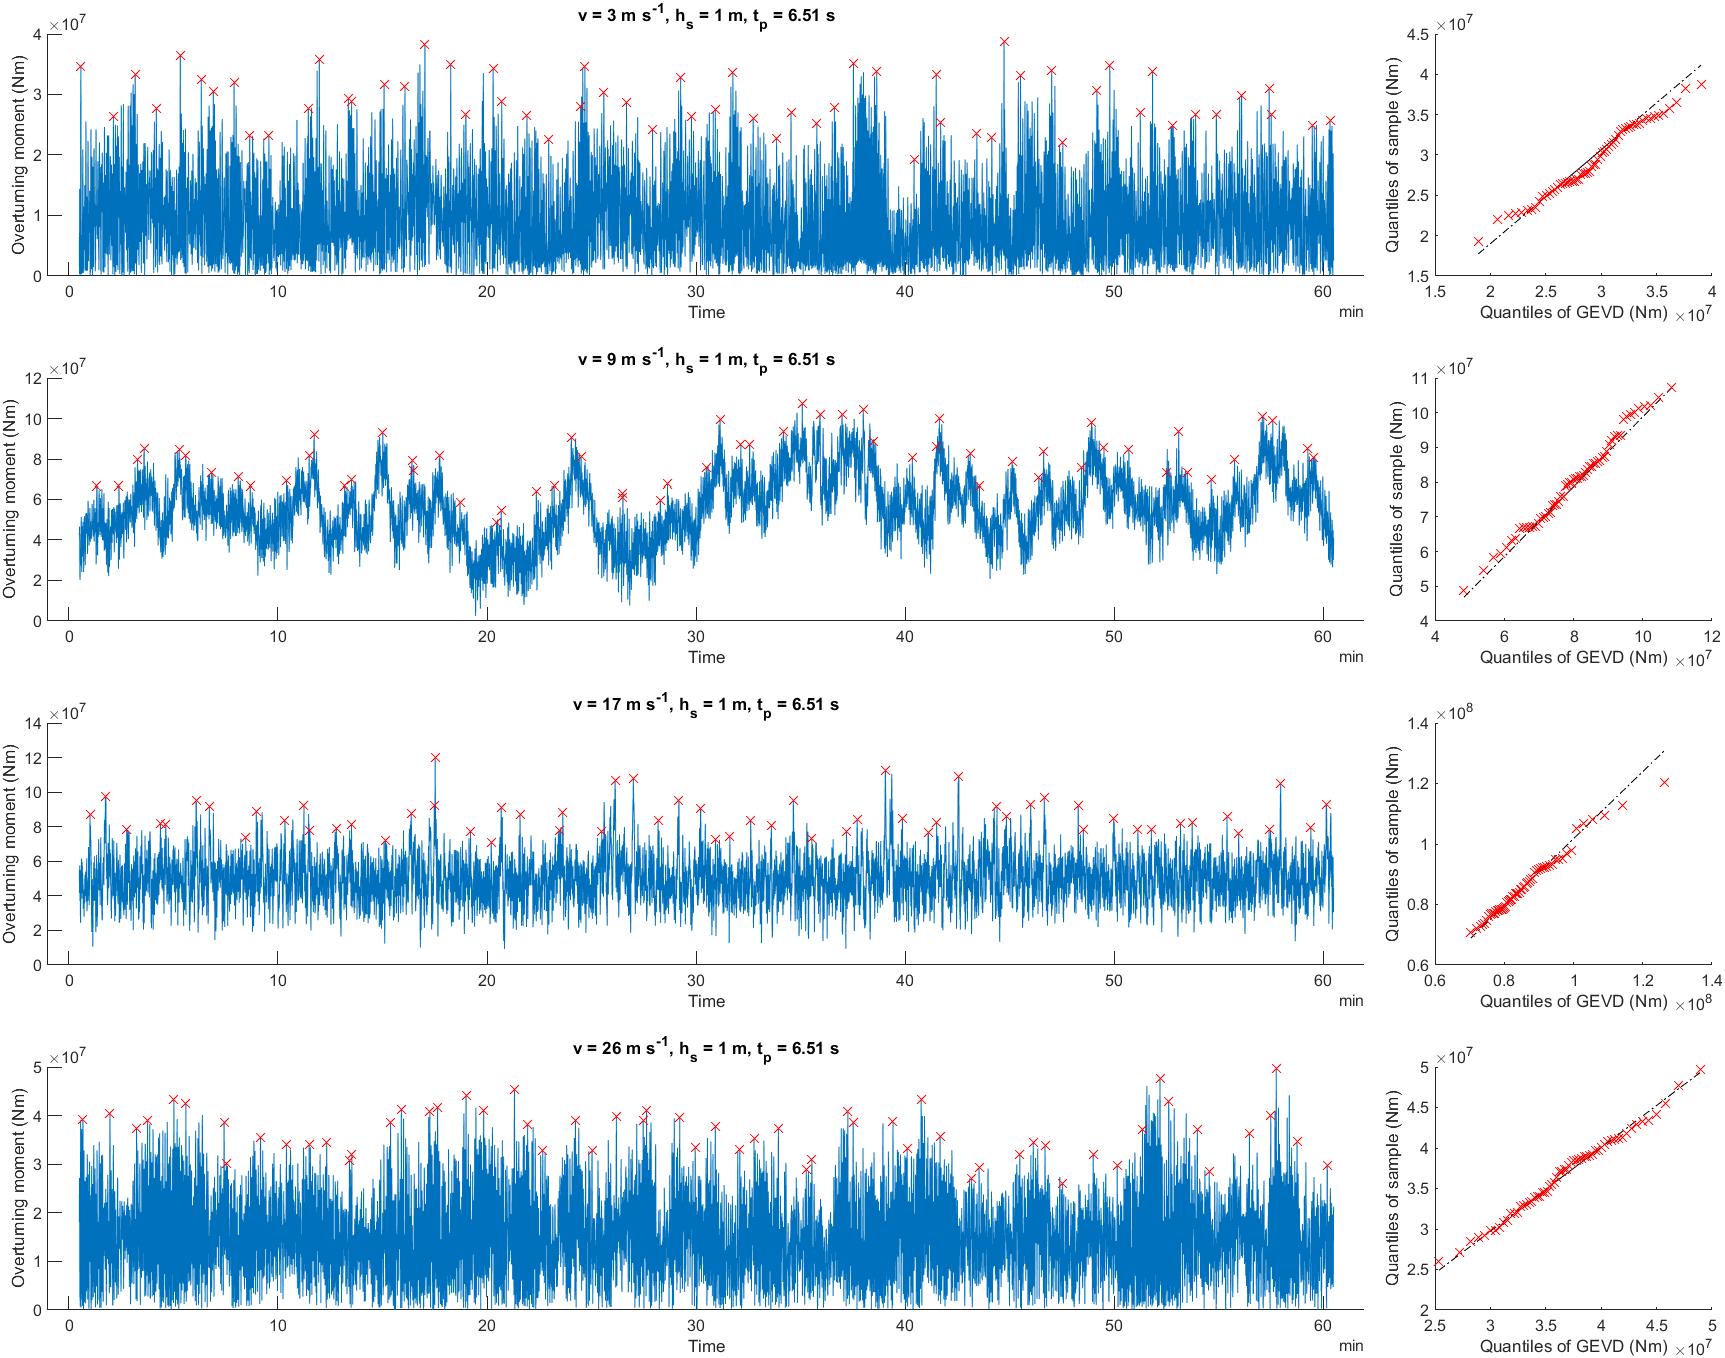 v = 3 m s-1, hs = 1 m, tp = 6.51 s
×10^7
4
3
2
1
0
Overturning moment (Nm)
0 10 20 30 40 50 60
Time
min
×10^7
4.5
4
3.5
3
2.5
2
1.5
Quantiles of sample (Nm)
1.5 2 2.5 3 3.5 4
Quantiles of GEVD (Nm) ×10^7
v = 9 m s-1, hs = 1 m, tp = 6.51 s
×10^7
12
10
8
6
4
2
0
Overturning moment (Nm)
0 10 20 30 40 50 60
Time
min
×10^7
11
10
9
8
7
6
5
4
Quantiles of sample (Nm)
4 6 8 10 12
Quantiles of GEVD (Nm) ×10^7
v = 17 m s-1, hs = 1 m, tp = 6.51 s
×10^7
14
12
10
8
6
4
2
0
Overturning moment (Nm)
0 10 20 30 40 50 60
Time
min
×10^8
1.4
1.2
1
0.8
0.6
Quantiles of sample (Nm)
0.6 0.8 1 1.2 1.4
Quantiles of GEVD (Nm) ×10^8
v = 26 m s-1, hs = 1 m, tp = 6.51 s
×10^7
5
4
3
2
1
0
Overturning moment (Nm)
0 10 20 30 40 50 60
Time
min
×10^7
5
4.5
4
3.5
3
2.5
2
Quantiles of sample (Nm)
2.5 3 3.5 4 4.5 5
Quantiles of GEVD (Nm) ×10^7